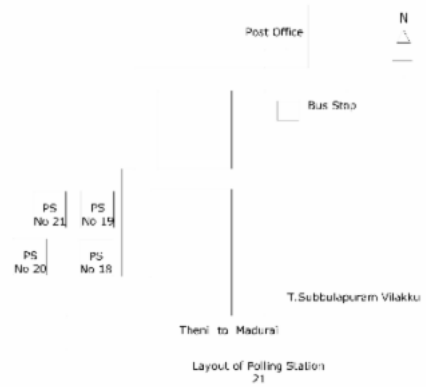 Post Office
N
Bus Stop
PS
No 21
PS
No 19
PS
No 20
PS
No 18
T.Subbulapuram Vilakku
Theni to Madurai
Layout of Polling Station
21